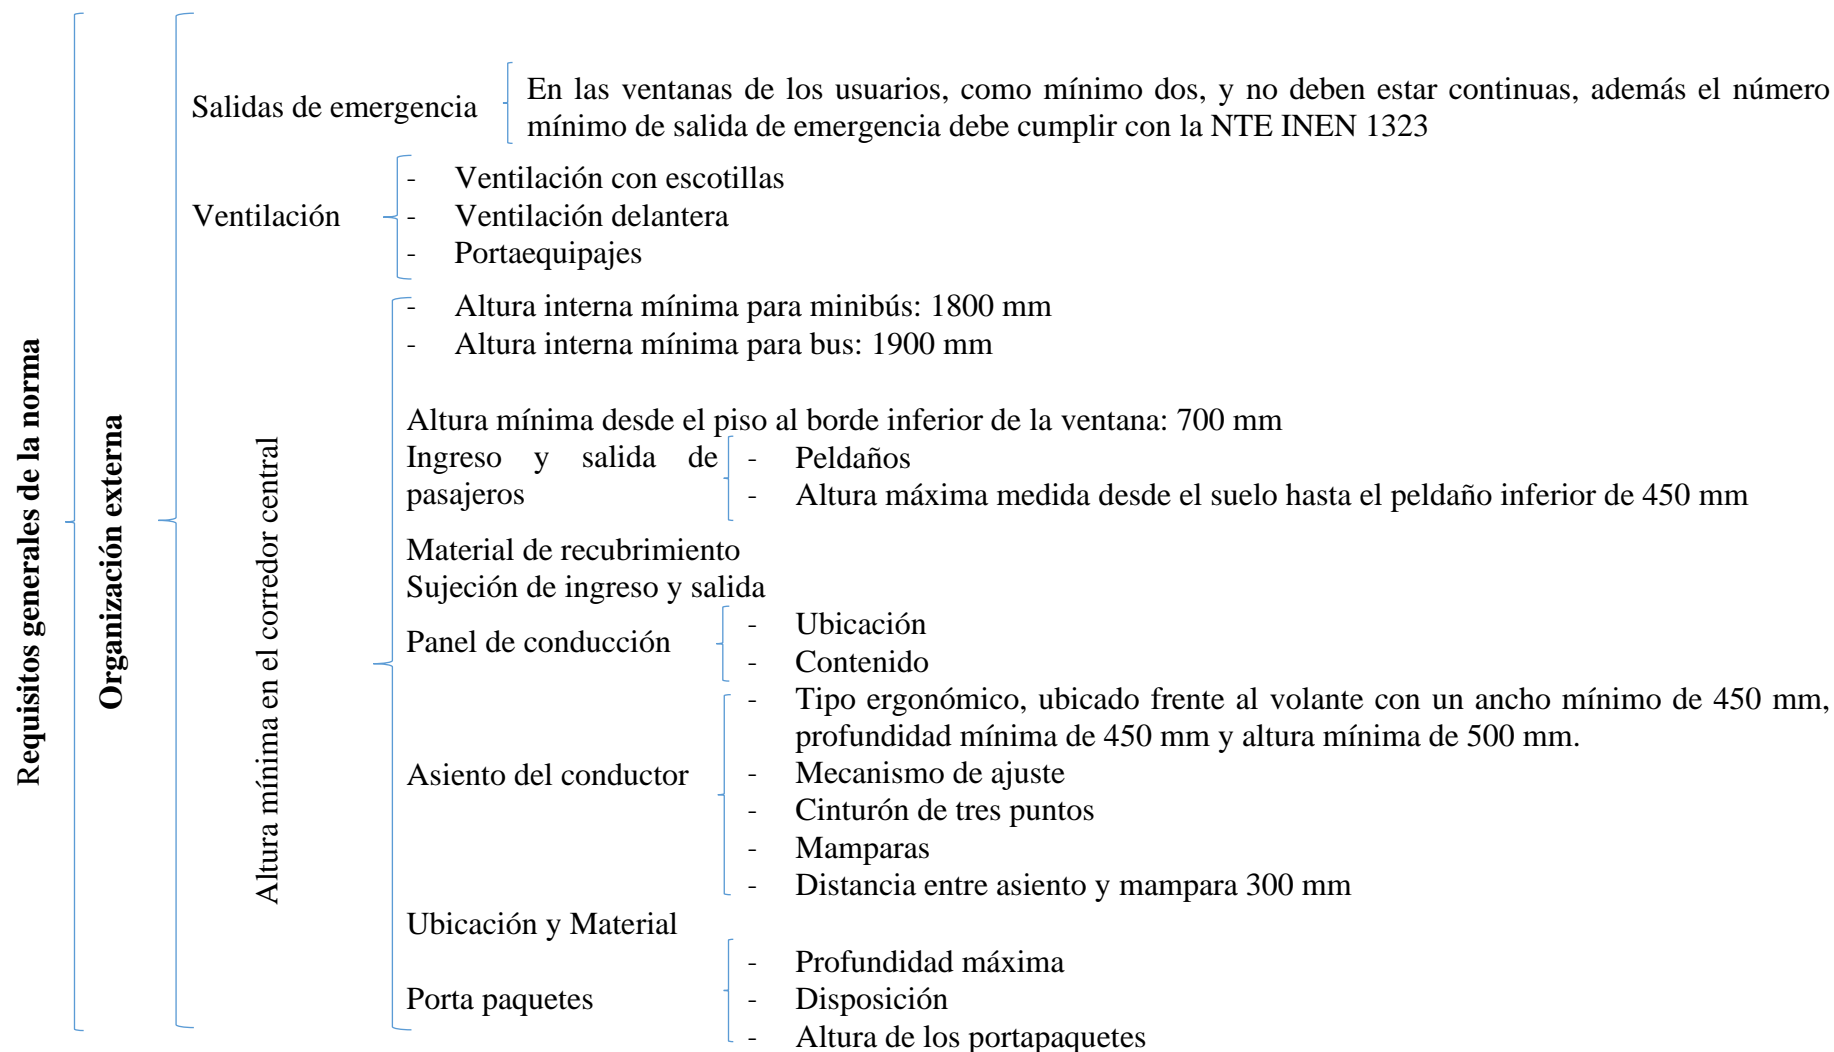 Requisitos generales de la norma
Organización externa
Salidas de emergencia
En las ventanas de los usuarios, como mínimo dos, y no deben estar continuas, además el número
mínimo de salida de emergencia debe cumplir con la NTE INEN 1323
Ventilación
- Ventilación con escotillas
- Ventilación delantera
- Portaequipajes
Altura mínima en el corredor central
- Altura interna mínima para minibús: 1800 mm
- Altura interna mínima para bus: 1900 mm
Altura mínima desde el piso al borde inferior de la ventana: 700 mm
Ingreso y salida de
pasajeros
- Peldaños
- Altura máxima medida desde el suelo hasta el peldaño inferior de 450 mm
Material de recubrimiento
Sujeción de ingreso y salida
Panel de conducción
- Ubicación
- Contenido
Asiento del conductor
- Tipo ergonómico, ubicado frente al volante con un ancho mínimo de 450 mm,
profundidad mínima de 450 mm y altura mínima de 500 mm.
- Mecanismo de ajuste
- Cinturón de tres puntos
- Mamparas
- Distancia entre asiento y mampara 300 mm
Ubicación y Material
Porta paquetes
- Profundidad máxima
- Disposición
- Altura de los portapaquetes